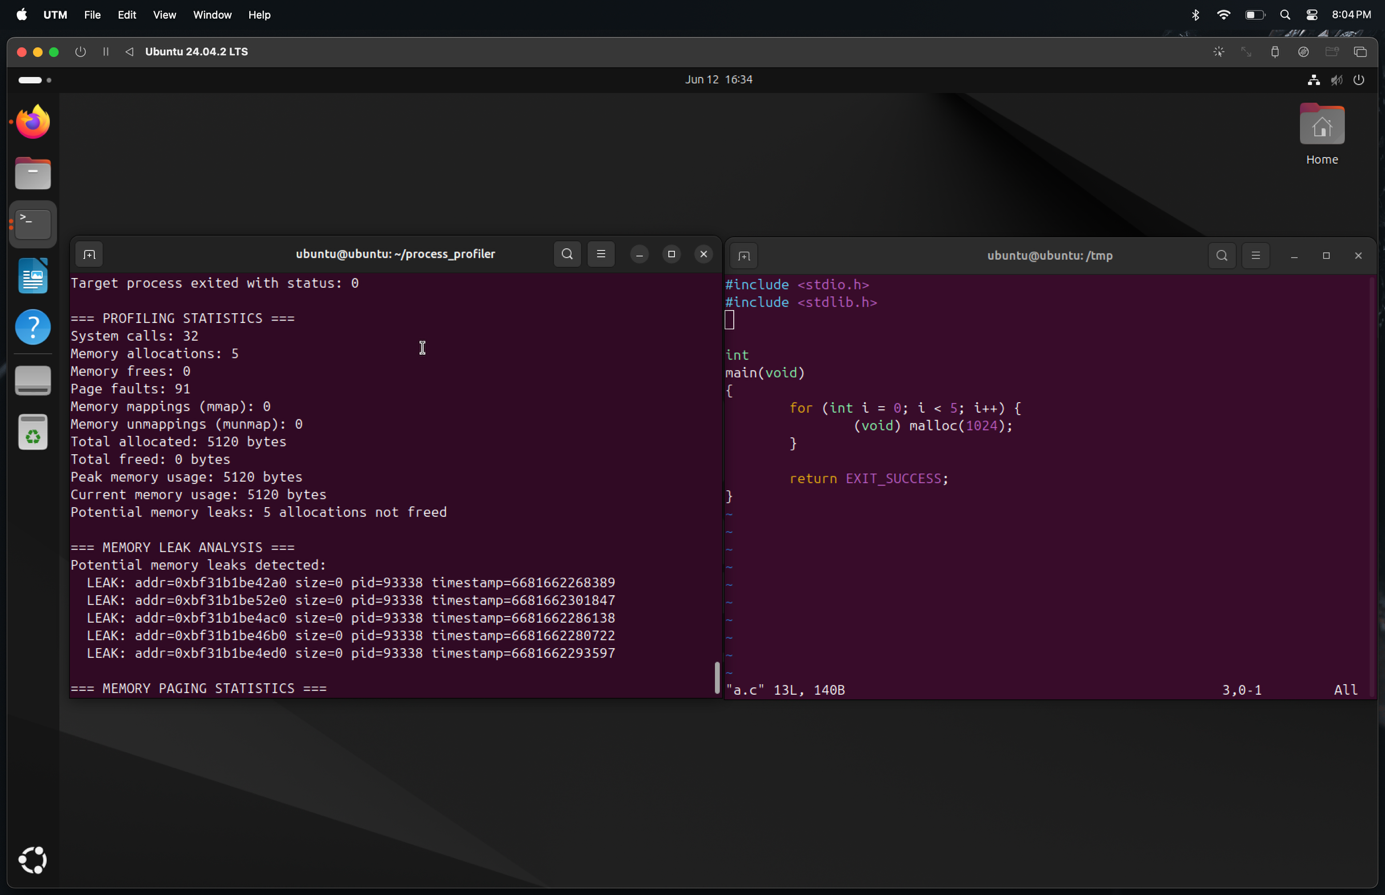 UTM File Edit View Window Help 8:04 PM
Ubuntu 24.04.2 LTS
Jun 12 16:34
Home
ubuntu@ubuntu: ~/process_profiler
Target process exited with status: 0
=== PROFILING STATISTICS ===
System calls: 32
Memory allocations: 5
Memory frees: 0
Page faults: 91
Memory mappings (mmap): 0
Memory unmappings (munmap): 0
Total allocated: 5120 bytes
Total freed: 0 bytes
Peak memory usage: 5120 bytes
Current memory usage: 5120 bytes
Potential memory leaks: 5 allocations not freed
=== MEMORY LEAK ANALYSIS ===
Potential memory leaks detected:
LEAK: addr=0xbf31b1be42a0 size=0 pid=93338 timestamp=6681662268389
LEAK: addr=0xbf31b1be52e0 size=0 pid=93338 timestamp=6681662301847
LEAK: addr=0xbf31b1be4ac0 size=0 pid=93338 timestamp=6681662286138
LEAK: addr=0xbf31b1be46b0 size=0 pid=93338 timestamp=6681662280722
LEAK: addr=0xbf31b1be4ed0 size=0 pid=93338 timestamp=6681662293597
=== MEMORY PAGING STATISTICS ===
ubuntu@ubuntu: /tmp
#include <stdio.h>
#include <stdlib.h>
int
main(void)
{
for (int i = 0; i < 5; i++) {
(void) malloc(1024);
}
return EXIT_SUCCESS;
}
~
~
~
~
~
~
~
~
~
~
"a.c" 13L, 140B 3,0-1 All